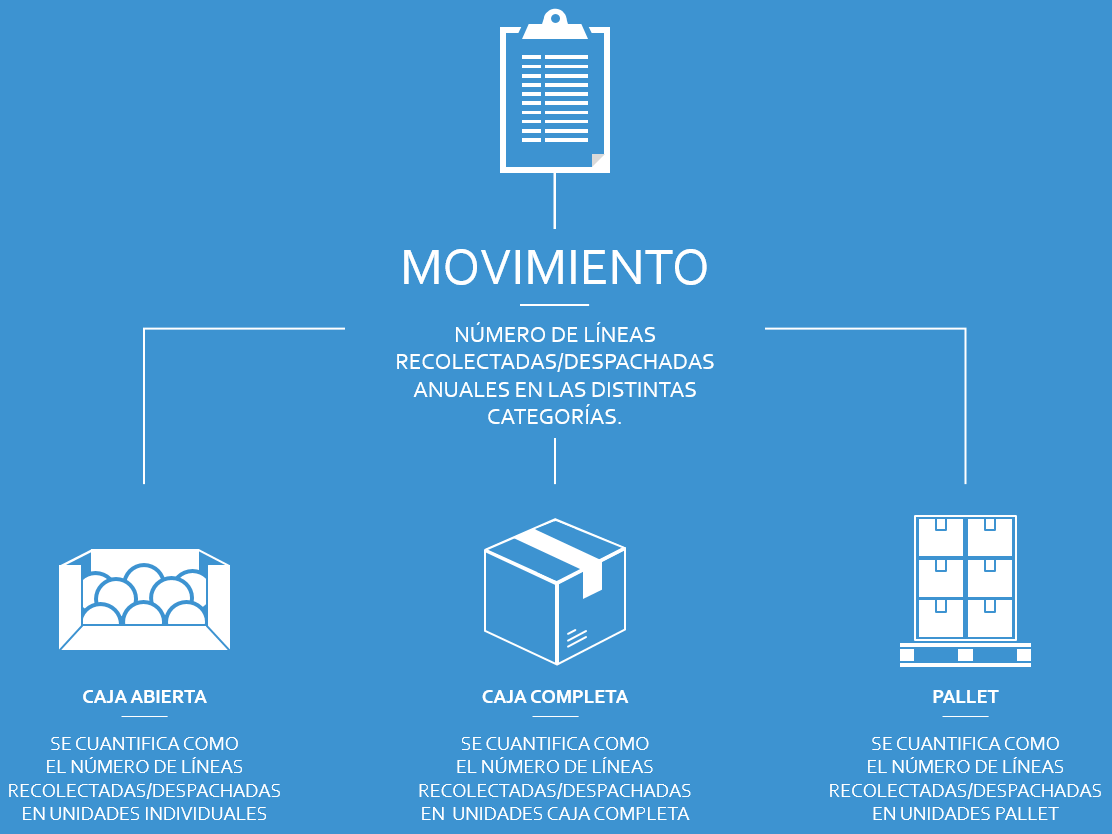 MOVIMIENTO
NÚMERO DE LÍNEAS
RECOLECTADAS/DESPACHADAS
ANUALES EN LAS DISTINTAS
CATEGORÍAS.
CAJA ABIERTA
SE CUANTIFICA COMO
EL NÚMERO DE LÍNEAS
RECOLECTADAS/DESPACHADAS
EN UNIDADES INDIVIDUALES
CAJA COMPLETA
SE CUANTIFICA COMO
EL NÚMERO DE LÍNEAS
RECOLECTADAS/DESPACHADAS
EN UNIDADES CAJA COMPLETA
PALLET
SE CUANTIFICA COMO
EL NÚMERO DE LÍNEAS
RECOLECTADAS/DESPACHADAS
EN UNIDADES PALLET